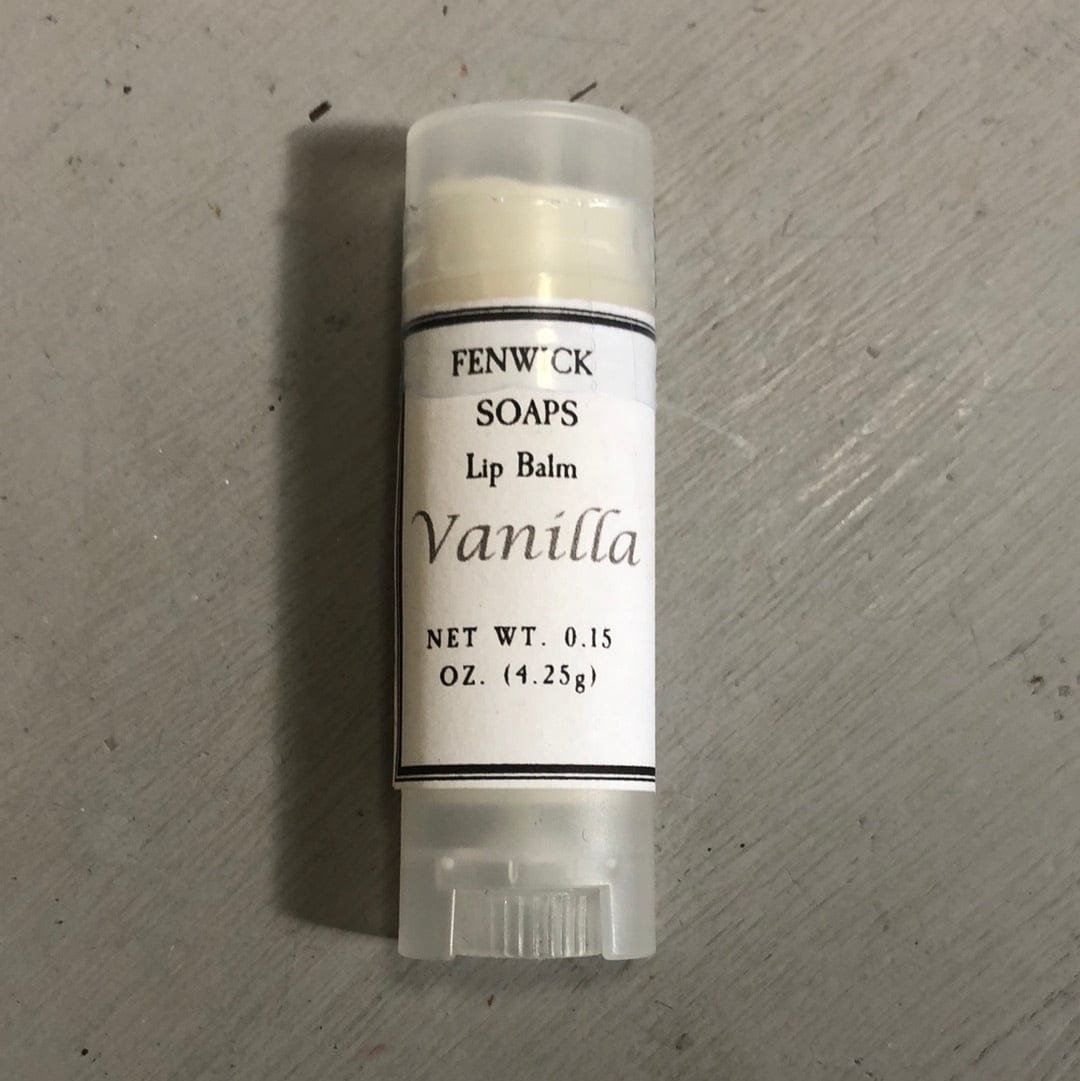 FENWICK
SOAPS
Lip Balm
Vanilla
NET WT. 0.15
OZ. (4.25g)